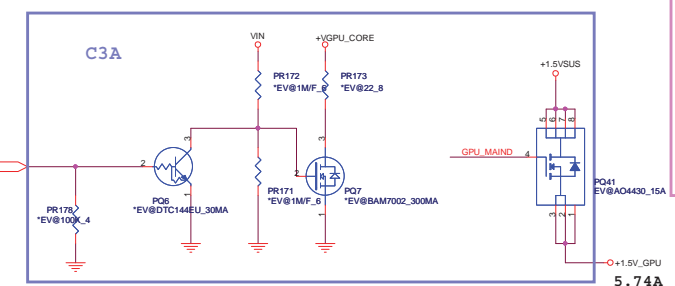 C3A
VIN
+VGPU_CORE
+1.5VSUS
PR172
*EV@1M/F_6
PR173
*EV@22_8
5
6
7
8
3
3
GPU_MAIND
4
2
2
PQ6
*EV@DTC144EU_30MA
1
PR171
*EV@1M/F_6
PQ7
*EV@BAM7002_300MA
1
PQ41
EV@AO4430_15A
PR178
*EV@100K_4
3
2
1
+1.5V_GPU
5.74A